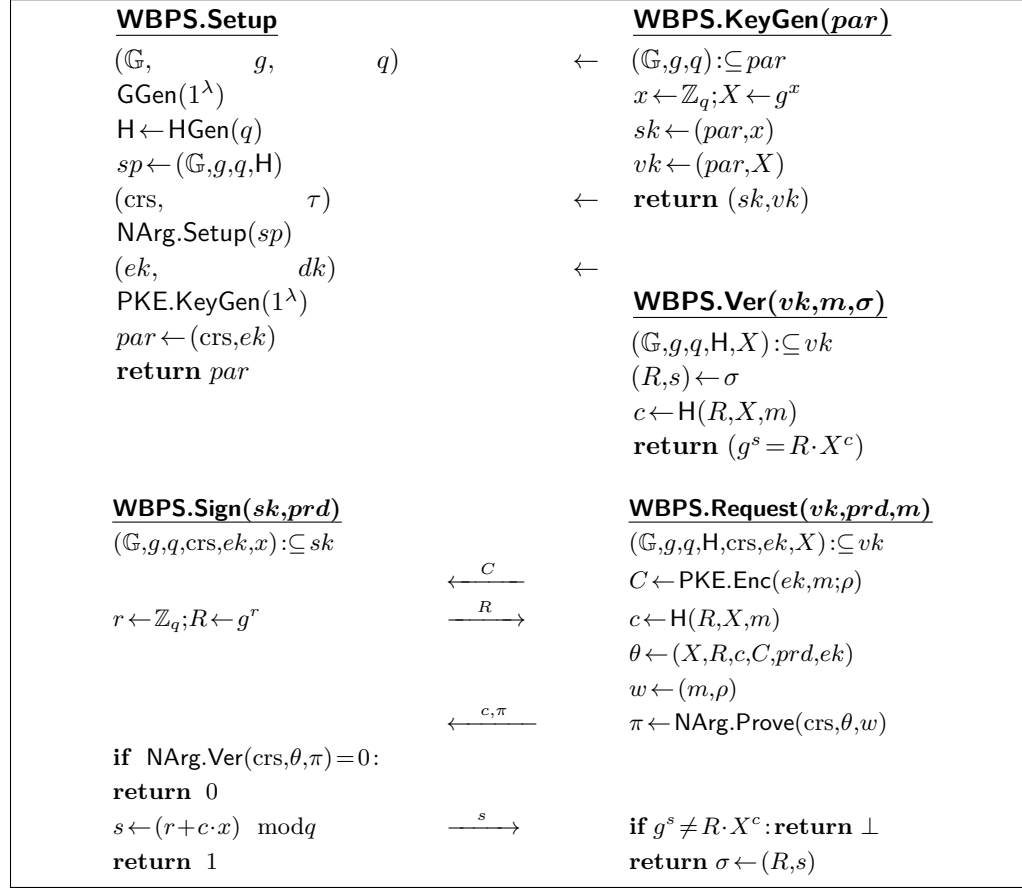 WBPS.Setup
(𝔾, g, q) ←
GGen(1^λ)
H←HGen(q)
sp←(𝔾,g,q,H)
(crs, τ) ←
NArg.Setup(sp)
(ek, dk) ←
PKE.KeyGen(1^λ)
par←(crs,ek)
return par
WBPS.KeyGen(par)
(𝔾,g,q):⊆par
x←ℤ_q;X←g^x
sk←(par,x)
vk←(par,X)
return (sk,vk)
WBPS.Ver(vk,m,σ)
(𝔾,g,q,H,X):⊆vk
(R,s)←σ
c←H(R,X,m)
return (g^s=R·X^c)
WBPS.Sign(sk,prd) WBPS.Request(vk,prd,m)
(𝔾,g,q,crs,ek,x):⊆sk (𝔾,g,q,H,crs,ek,X):⊆vk
←C C←PKE.Enc(ek,m;ρ)
r←ℤ_q;R←g^r R→ c←H(R,X,m)
θ←(X,R,c,C,prd,ek)
w←(m,ρ)
←c,π π←NArg.Prove(crs,θ,w)
if NArg.Ver(crs,θ,π)=0:
return 0
s←(r+c·x) modq s→ if g^s≠R·X^c:return ⊥
return 1 return σ←(R,s)